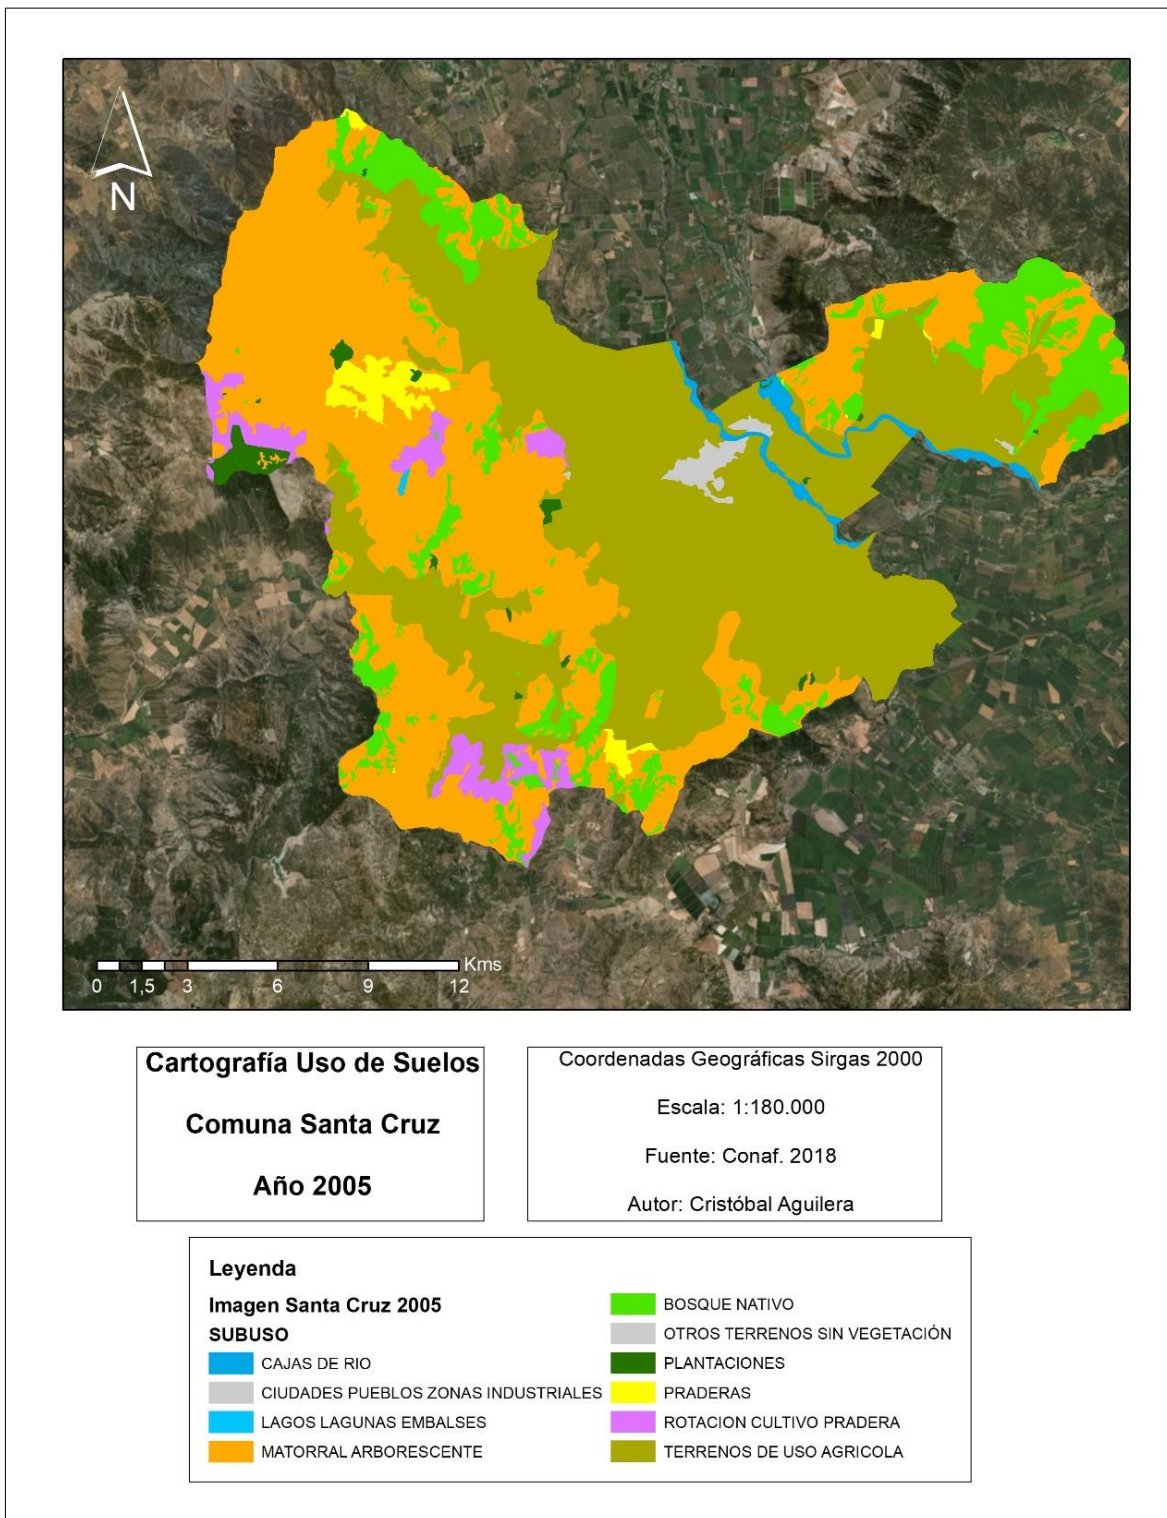 N
Kms
0 1,5 3 6 9 12
Cartografía Uso de Suelos
Comuna Santa Cruz
Año 2005
Coordenadas Geográficas Sirgas 2000
Escala: 1:180.000
Fuente: Conaf. 2018
Autor: Cristóbal Aguilera
Leyenda
Imagen Santa Cruz 2005
SUBUSO
CAJAS DE RIO
CIUDADES PUEBLOS ZONAS INDUSTRIALES
LAGOS LAGUNAS EMBALSES
MATORRAL ARBORESCENTE
BOSQUE NATIVO
OTROS TERRENOS SIN VEGETACIÓN
PLANTACIONES
PRADERAS
ROTACION CULTIVO PRADERA
TERRENOS DE USO AGRICOLA